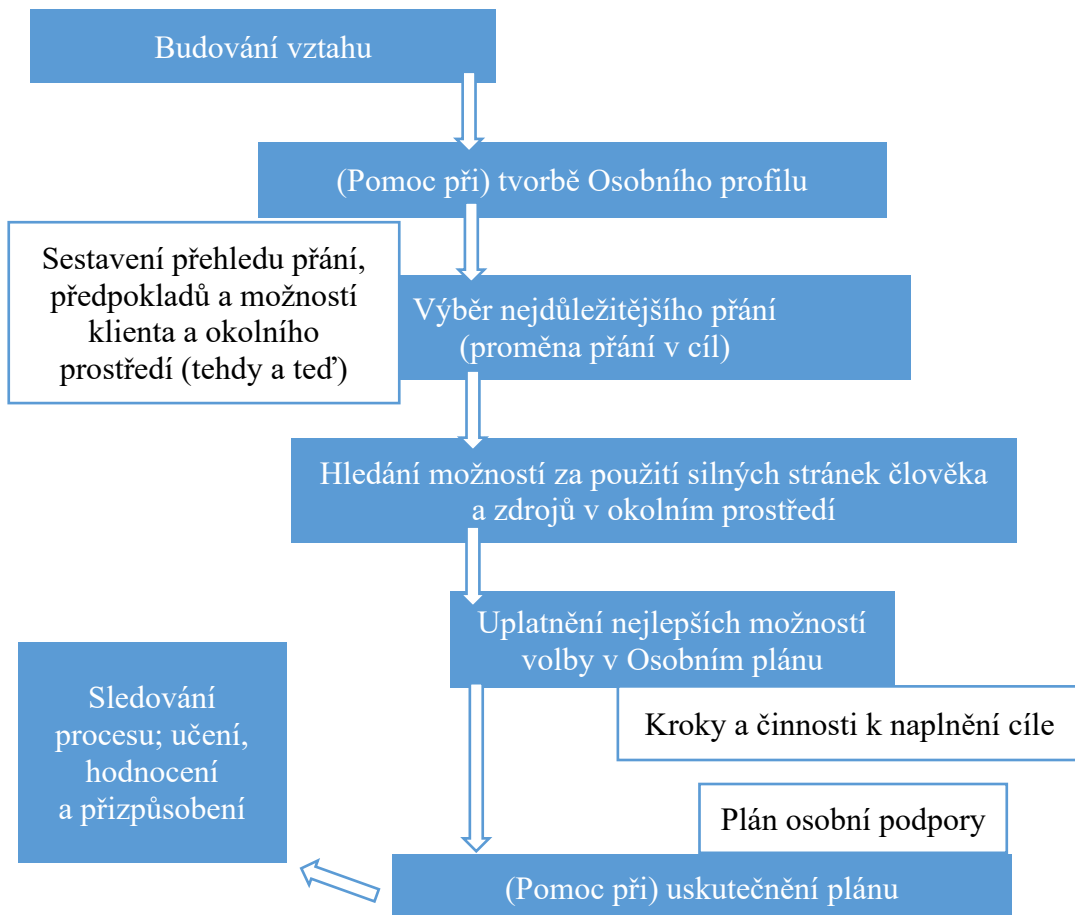 Budování vztahu
(Pomoc při) tvorbě Osobního profilu
Sestavení přehledu přání,
předpokladů a možností
klienta a okolního
prostředí (tehdy a teď)
Výběr nejdůležitějšího přání
(proměna přání v cíl)
Hledání možností za použití silných stránek člověka
a zdrojů v okolním prostředí
Uplatnění nejlepších možností
volby v Osobním plánu
Kroky a činnosti k naplnění cíle
Plán osobní podpory
(Pomoc při) uskutečnění plánu
Sledování
procesu; učení,
hodnocení
a přizpůsobení